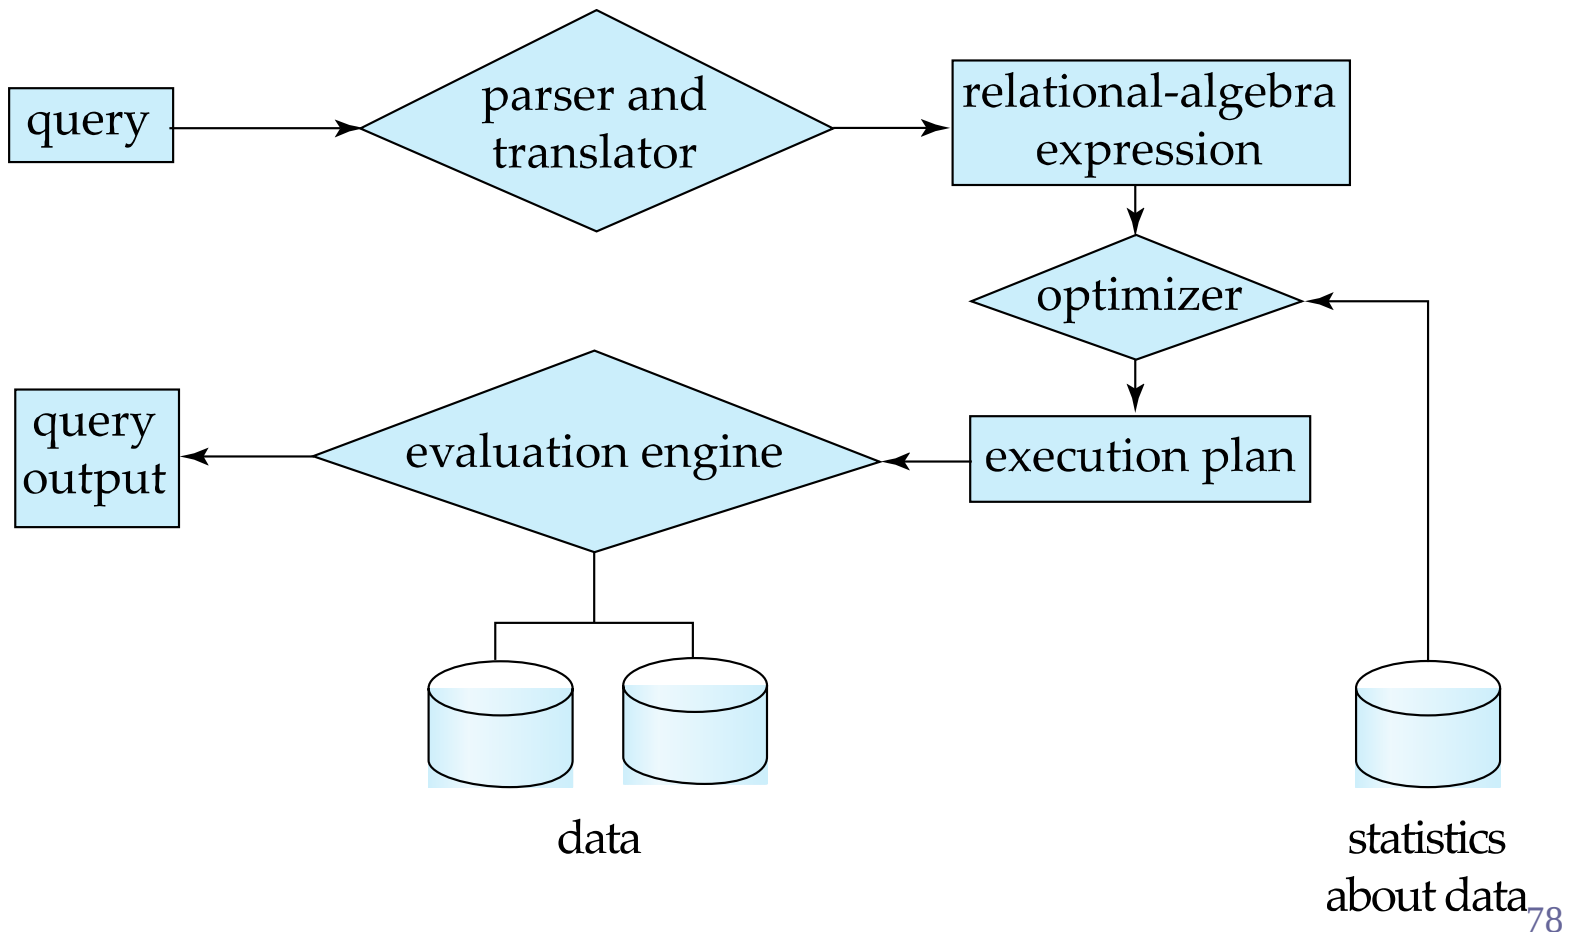 query
parser and
translator
relational-algebra
expression
optimizer
query
output
evaluation engine
execution plan
data
statistics
about data
78